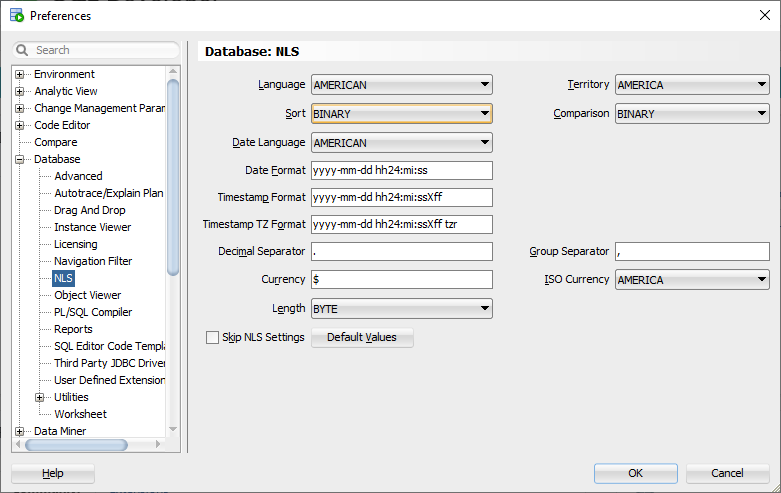 Preferences
Search
Environment
Analytic View
Change Management Parar
Code Editor
Compare
Database
Advanced
Autotrace/Explain Plan
Drag And Drop
Instance Viewer
Licensing
Navigation Filter
NLS
Object Viewer
PL/SQL Compiler
Reports
SQL Editor Code Templa
Third Party JDBC Driver
User Defined Extension
Utilities
Worksheet
Data Miner
Database: NLS
Language AMERICAN Territory AMERICA
Sort BINARY Comparison BINARY
Date Language AMERICAN
Date Format yyyy-mm-dd hh24:mi:ss
Timestamp Format yyyy-mm-dd hh24:mi:ssXff
Timestamp TZ Format yyyy-mm-dd hh24:mi:ssXff tzr
Decimal Separator . Group Separator ,
Currency $ ISO Currency AMERICA
Length BYTE
Skip NLS Settings Default Values
Help OK Cancel